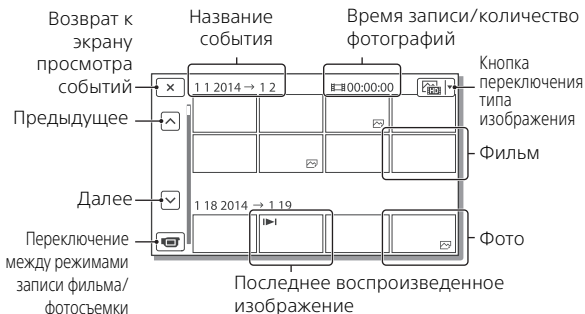 Возврат к
экрану
просмотра
событий
Название
события
Время записи/количество
фотографий
Кнопка
переключения
типа
изображения
1 1 2014 → 1 2
00:00:00
Предыдущее
Фильм
Далее
1 18 2014 → 1 19
Переключение
между режимами
записи фильма/
фотосъемки
Фото
Последнее воспроизведенное
изображение